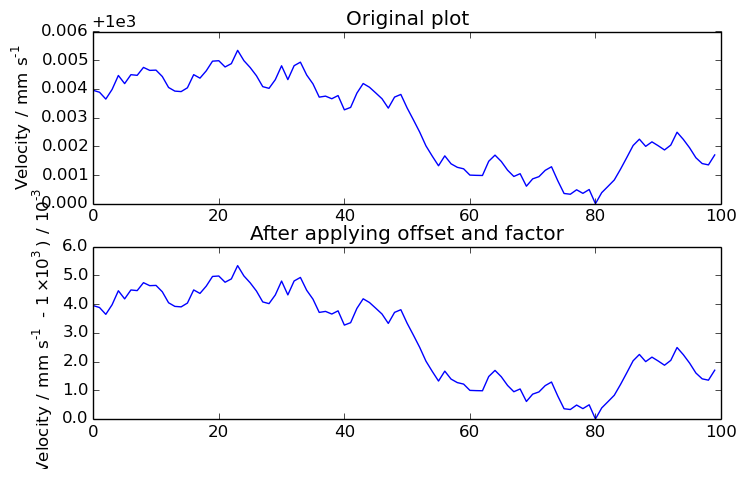 Original plot
+1e3
0.006
0.005
0.004
0.003
0.002
0.001
0.000
Velocity / mm s⁻¹
0 20 40 60 80 100
After applying offset and factor
6.0
5.0
4.0
3.0
2.0
1.0
0.0
Velocity / mm s⁻¹ - 1 ×10³ ) / 10⁻³
0 20 40 60 80 100